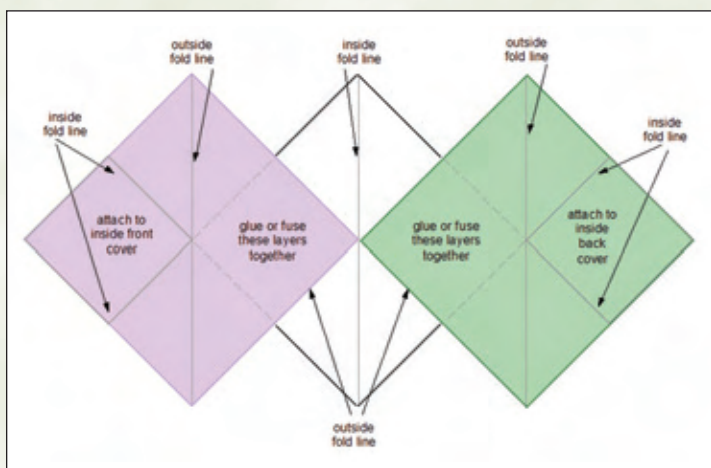 outside
fold line
inside
fold line
outside
fold line
inside
fold line
inside
fold line
attach to
inside front
cover
glue or fuse
these layers
together
glue or fuse
these layers
together
attach to
inside
back
cover
outside
fold line